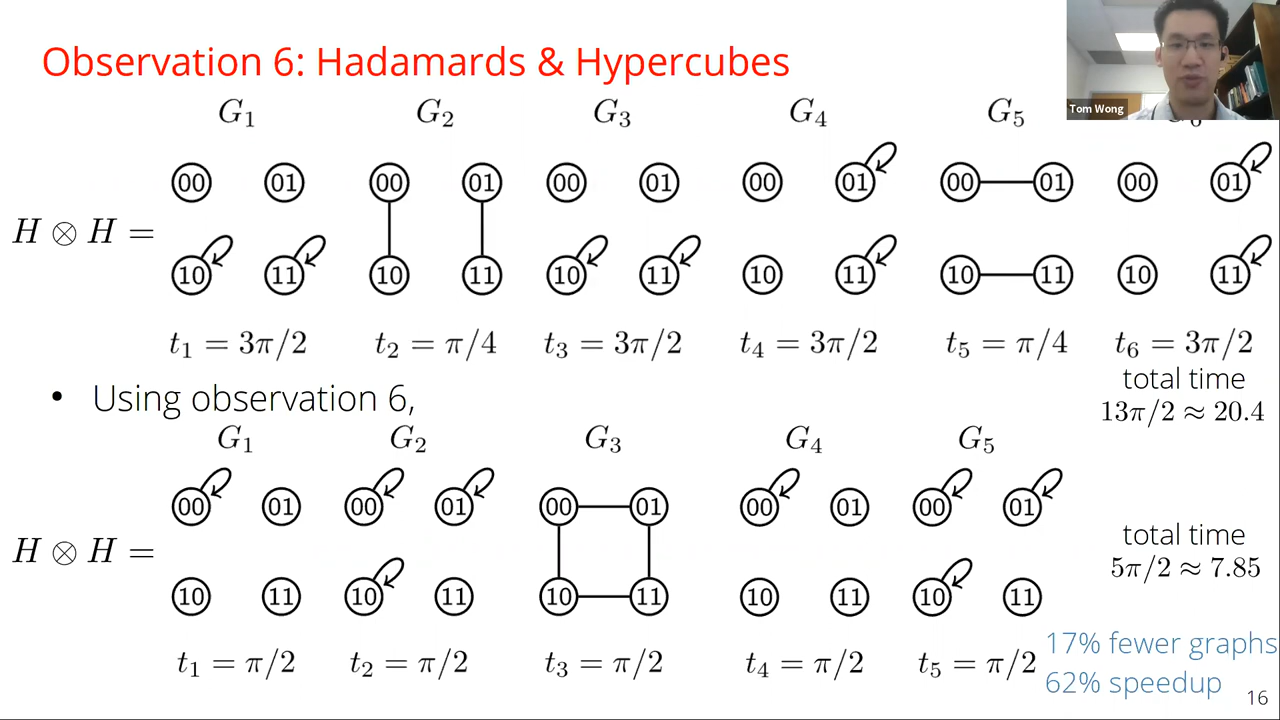 Observation 6: Hadamards & Hypercubes
Tom Wong
G₁ G₂ G₃ G₄ G₅
00 01 00 01 00 01 00 01 00 01 00 01
H ⊗ H =
10 11 10 11 10 11 10 11 10 11 10 11
t₁ = 3π/2 t₂ = π/4 t₃ = 3π/2 t₄ = 3π/2 t₅ = π/4 t₆ = 3π/2
total time
13π/2 ≈ 20.4
• Using observation 6,
G₁ G₂ G₃ G₄ G₅
00 01 00 01 00 01 00 01 00 01
H ⊗ H =
total time
5π/2 ≈ 7.85
10 11 10 11 10 11 10 11 10 11
t₁ = π/2 t₂ = π/2 t₃ = π/2 t₄ = π/2 t₅ = π/2
17% fewer graphs
62% speedup
16